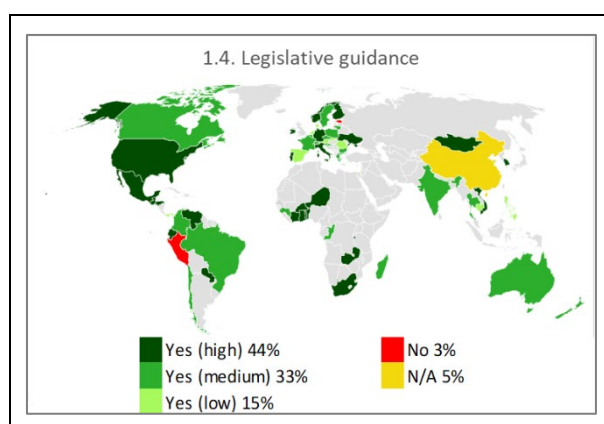 1.4. Legislative guidance
Yes (high) 44%
Yes (medium) 33%
Yes (low) 15%
No 3%
N/A 5%